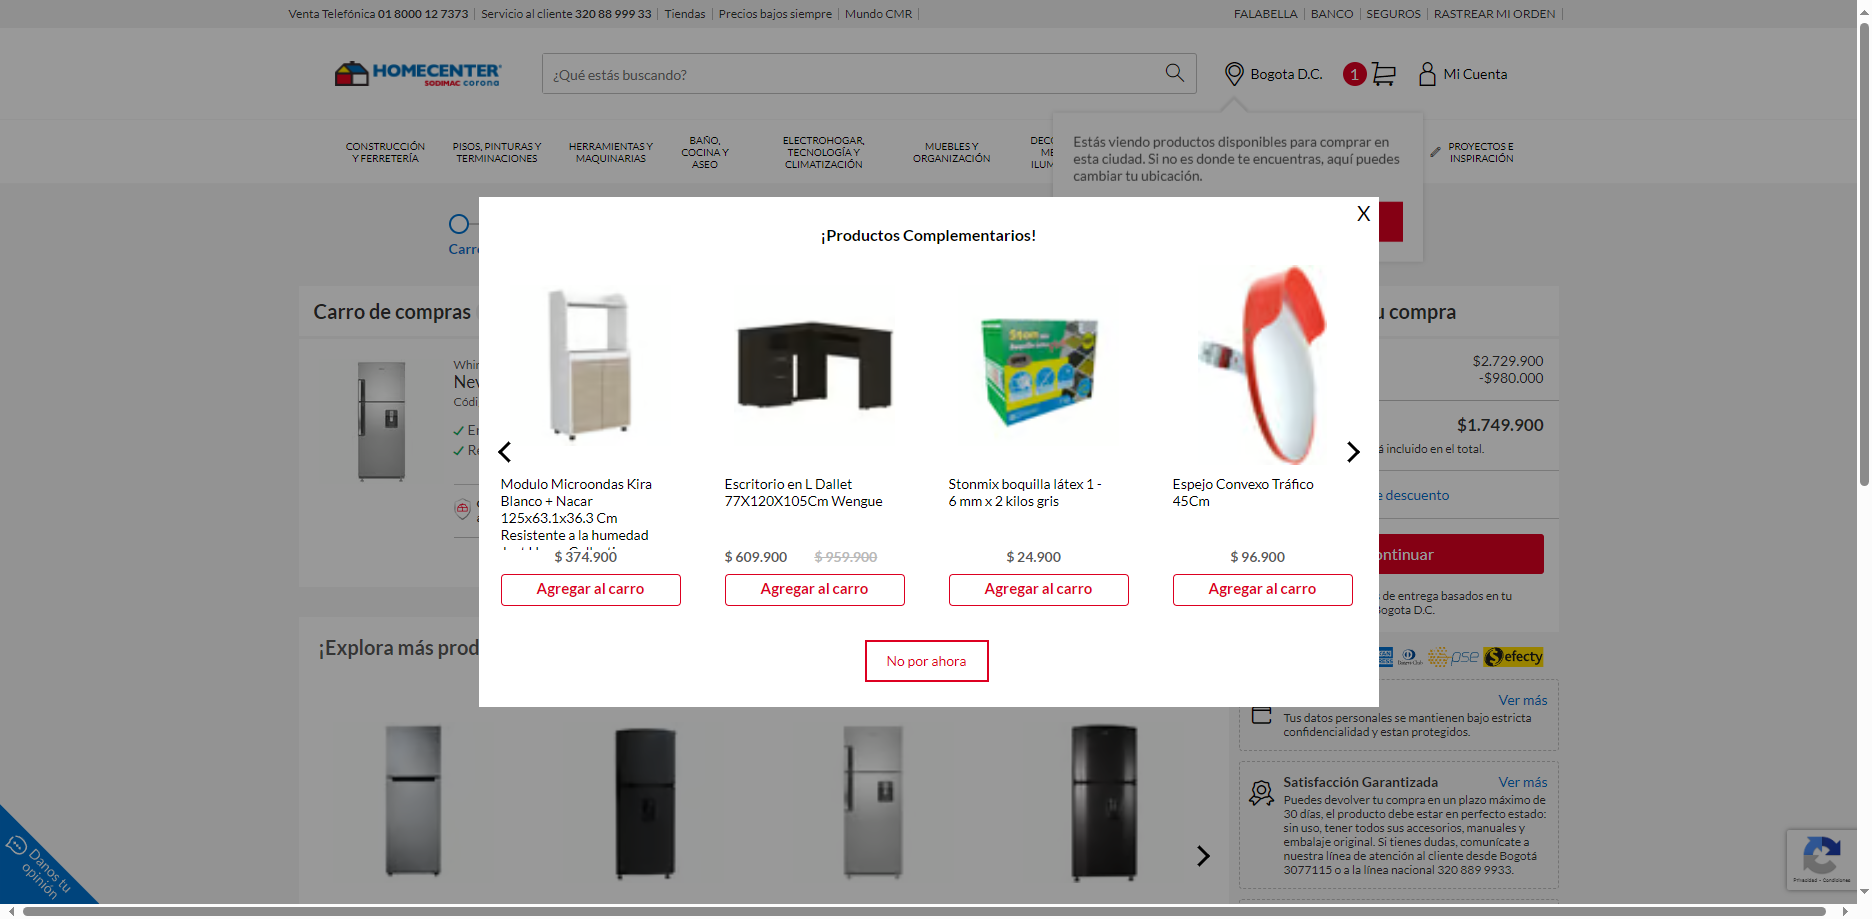 Venta Telefónica 01 8000 12 7373 Servicio al cliente 320 88 999 33 Tiendas Precios bajos siempre Mundo CMR FALABELLA BANCO SEGUROS RASTREAR MI ORDEN
HOMECENTER
SODIMAC corona
¿Qué estás buscando?
Bogota D.C.
1
Mi Cuenta
CONSTRUCCIÓN
Y FERRETERÍA
PISOS, PINTURAS Y
TERMINACIONES
HERRAMIENTAS Y
MAQUINARIAS
BAÑO,
COCINA Y
ASEO
ELECTROHOGAR,
TECNOLOGÍA Y
CLIMATIZACIÓN
MUEBLES Y
ORGANIZACIÓN
PROYECTOS E
INSPIRACIÓN
Estás viendo productos disponibles para comprar en
esta ciudad. Si no es donde te encuentras, aquí puedes
cambiar tu ubicación.
X
¡Productos Complementarios!
Modulo Microondas Kira
Blanco + Nacar
125x63.1x36.3 Cm
Resistente a la humedad
$ 374.900
Agregar al carro
Escritorio en L Dallet
77X120X105Cm Wengue
$ 609.900 $ 959.900
Agregar al carro
Stonmix boquilla látex 1 -
6 mm x 2 kilos gris
$ 24.900
Agregar al carro
Espejo Convexo Tráfico
45Cm
$ 96.900
Agregar al carro
No por ahora
Carro de compras
u compra
$2.729.900
-$980.000
$1.749.900
á incluido en el total.
e descuento
ontinuar
s de entrega basados en tu
Bogota D.C.
pse
efecty
Ver más
Tus datos personales se mantienen bajo estricta
confidencialidad y estan protegidos.
Satisfacción Garantizada Ver más
Puedes devolver tu compra en un plazo máximo de
30 días, el producto debe estar en perfecto estado:
sin uso, tener todos sus accesorios, manuales y
embalaje original. Si tienes dudas, comunícate a
nuestra línea de atención al cliente desde Bogotá
3077115 o a la línea nacional 320 889 9933.
¡Explora más prod
Danos tu
opinión
Privacidad - Condiciones